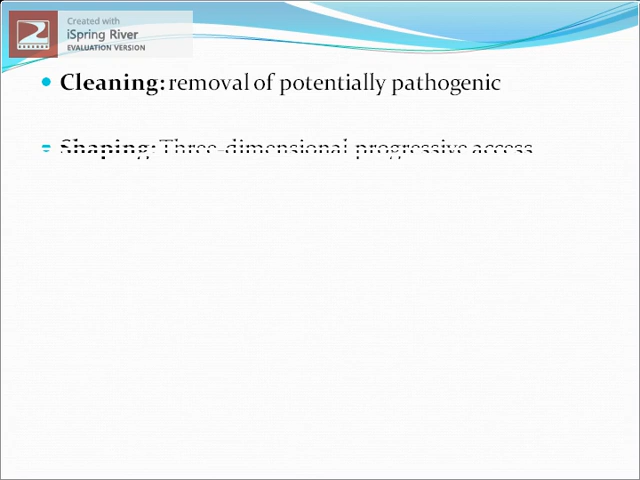 Created with
iSpring River
EVALUATION VERSION
Cleaning: removal of potentially pathogenic
Shaping: Three-dimensional progressive access